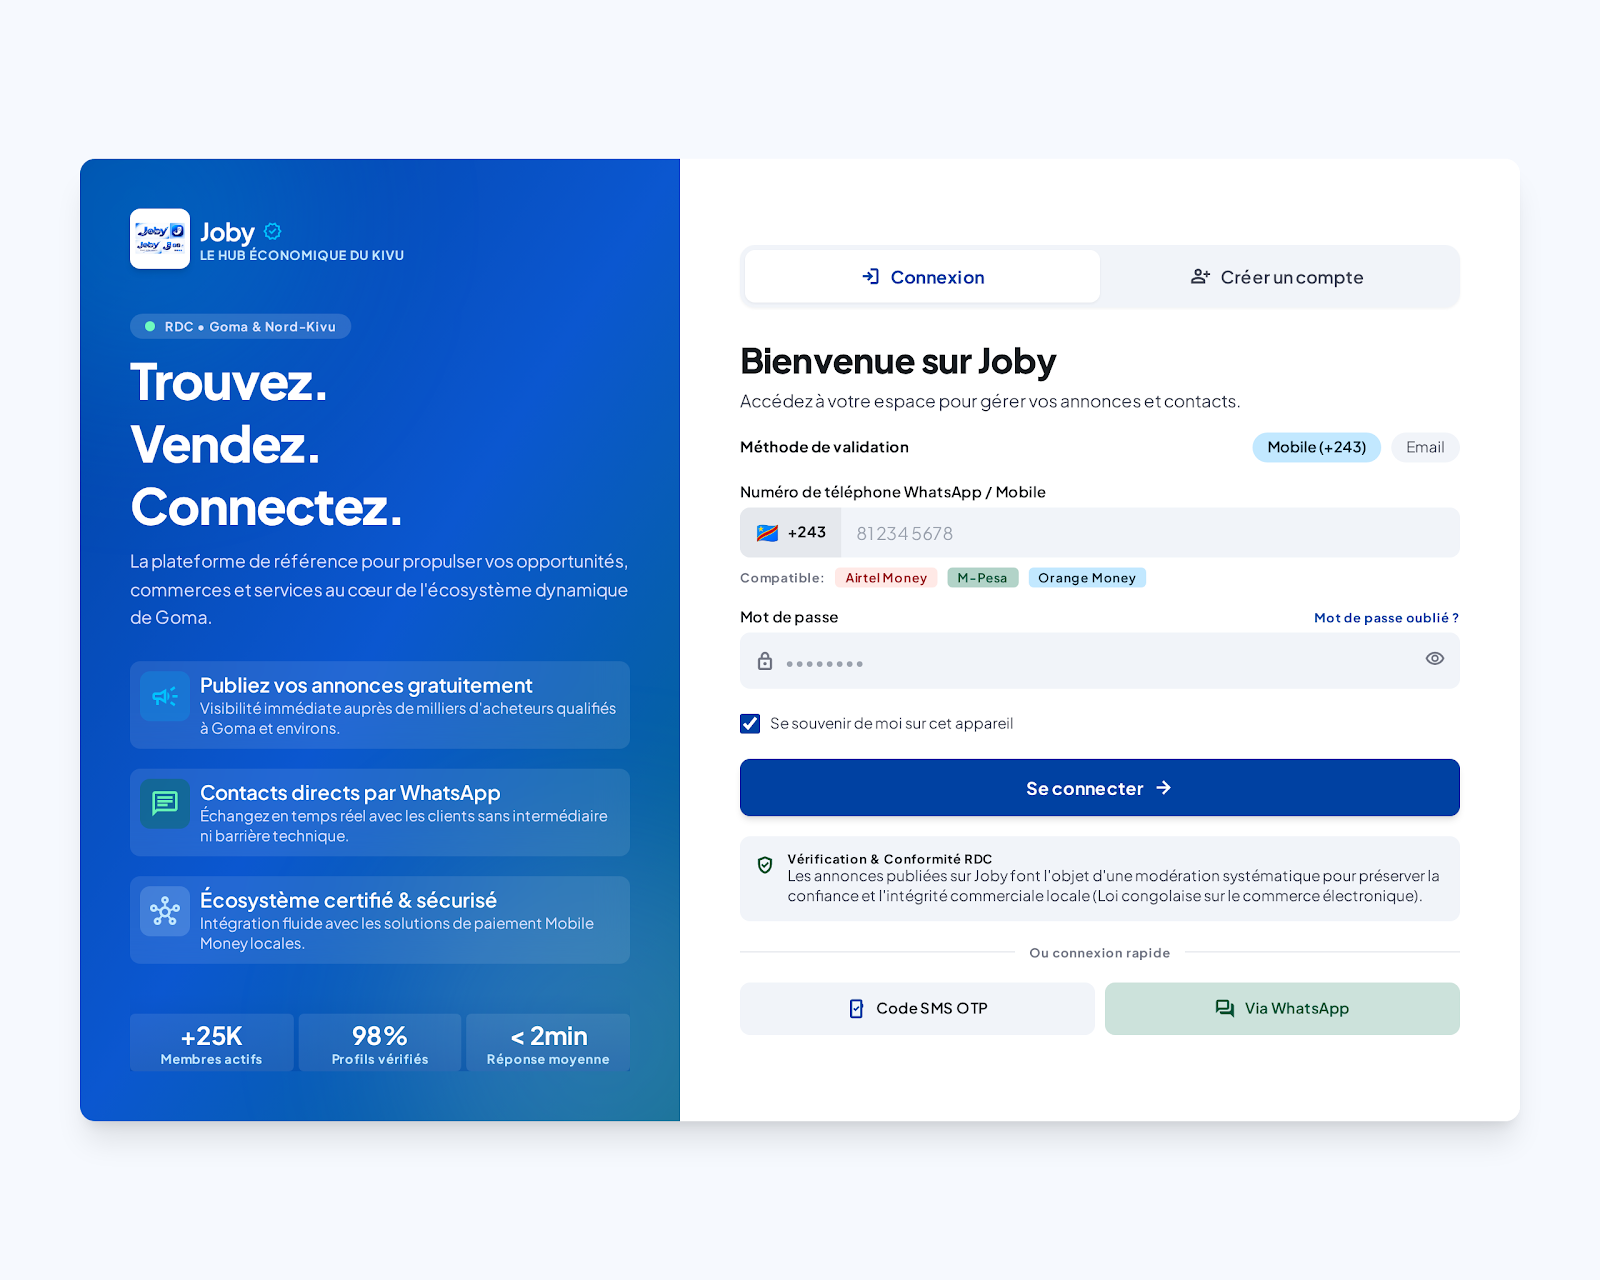 Joby
Joby
Joby
LE HUB ÉCONOMIQUE DU KIVU
RDC • Goma & Nord-Kivu
Trouvez.
Vendez.
Connectez.
La plateforme de référence pour propulser vos opportunités,
commerces et services au cœur de l'écosystème dynamique
de Goma.
Publiez vos annonces gratuitement
Visibilité immédiate auprès de milliers d'acheteurs qualifiés
à Goma et environs.
Contacts directs par WhatsApp
Échangez en temps réel avec les clients sans intermédiaire
ni barrière technique.
Écosystème certifié & sécurisé
Intégration fluide avec les solutions de paiement Mobile
Money locales.
+25K
Membres actifs
98%
Profils vérifiés
< 2min
Réponse moyenne
Connexion
Créer un compte
Bienvenue sur Joby
Accédez à votre espace pour gérer vos annonces et contacts.
Méthode de validation
Mobile (+243)
Email
Numéro de téléphone WhatsApp / Mobile
+243
81 234 5678
Compatible:
Airtel Money
M-Pesa
Orange Money
Mot de passe
Mot de passe oublié ?
••••••••
Se souvenir de moi sur cet appareil
Se connecter
Vérification & Conformité RDC
Les annonces publiées sur Joby font l'objet d'une modération systématique pour préserver la
confiance et l'intégrité commerciale locale (Loi congolaise sur le commerce électronique).
Ou connexion rapide
Code SMS OTP
Via WhatsApp